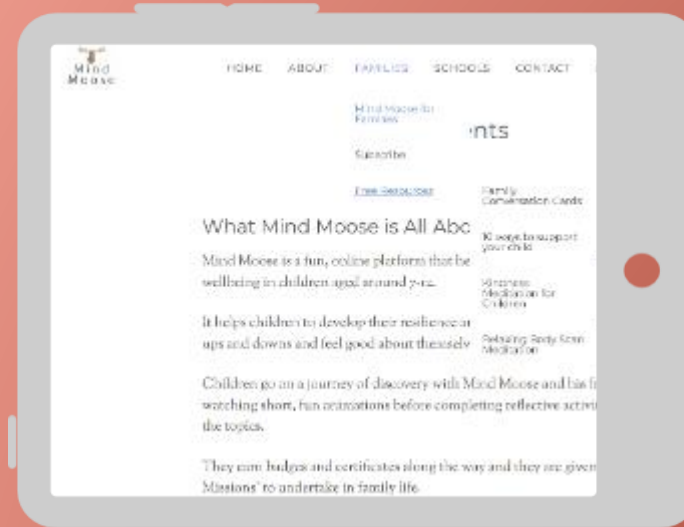 Mind
Moose
HOME ABOUT FAMILIES SCHOOLS CONTACT
Mind Moose for
Families
nts
Subscribe
Free Resources
Family
Conversation Cards
What Mind Moose is All Abo
10 ways to support
your child
Mind Moose is a fun, online platform that he
wellbeing in children aged around 7-12.
Kindness
Meditation for
Children
It helps children to develop their resilience a
ups and downs and feel good about themselv
Relaxing Body Scan
Meditation
Children go on a journey of discovery with Mind Moose and his
watching short, fun animations before completing reflective activi
the topics.
They earn badges and certificates along the way and they are given
Missions' to undertake in family life